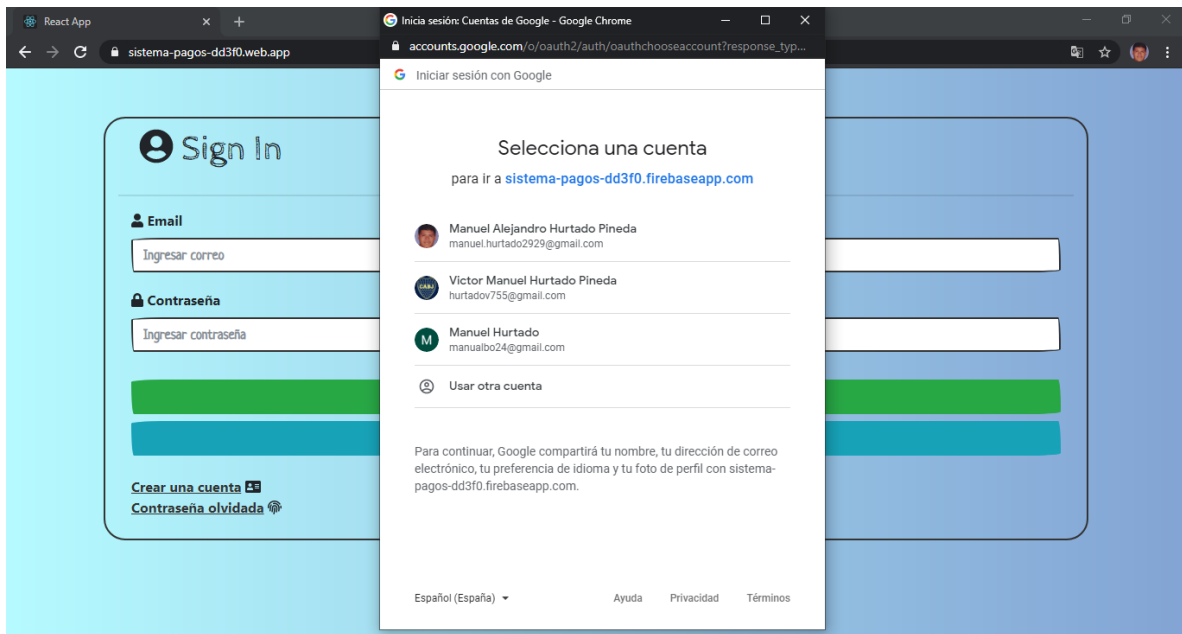 React App
sistema-pagos-dd3f0.web.app
Sign In
Email
Ingresar correo
Contraseña
Ingresar contraseña
Crear una cuenta
Contraseña olvidada
Inicia sesión: Cuentas de Google - Google Chrome
accounts.google.com/o/oauth2/auth/oauthchooseaccount?response_typ...
Iniciar sesión con Google
Selecciona una cuenta
para ir a sistema-pagos-dd3f0.firebaseapp.com
Manuel Alejandro Hurtado Pineda
manuel.hurtado2929@gmail.com
CABJ
Victor Manuel Hurtado Pineda
hurtadov755@gmail.com
M
Manuel Hurtado
manualbo24@gmail.com
Usar otra cuenta
Para continuar, Google compartirá tu nombre, tu dirección de correo
electrónico, tu preferencia de idioma y tu foto de perfil con sistema-
pagos-dd3f0.firebaseapp.com.
Español (España)
Ayuda
Privacidad
Términos